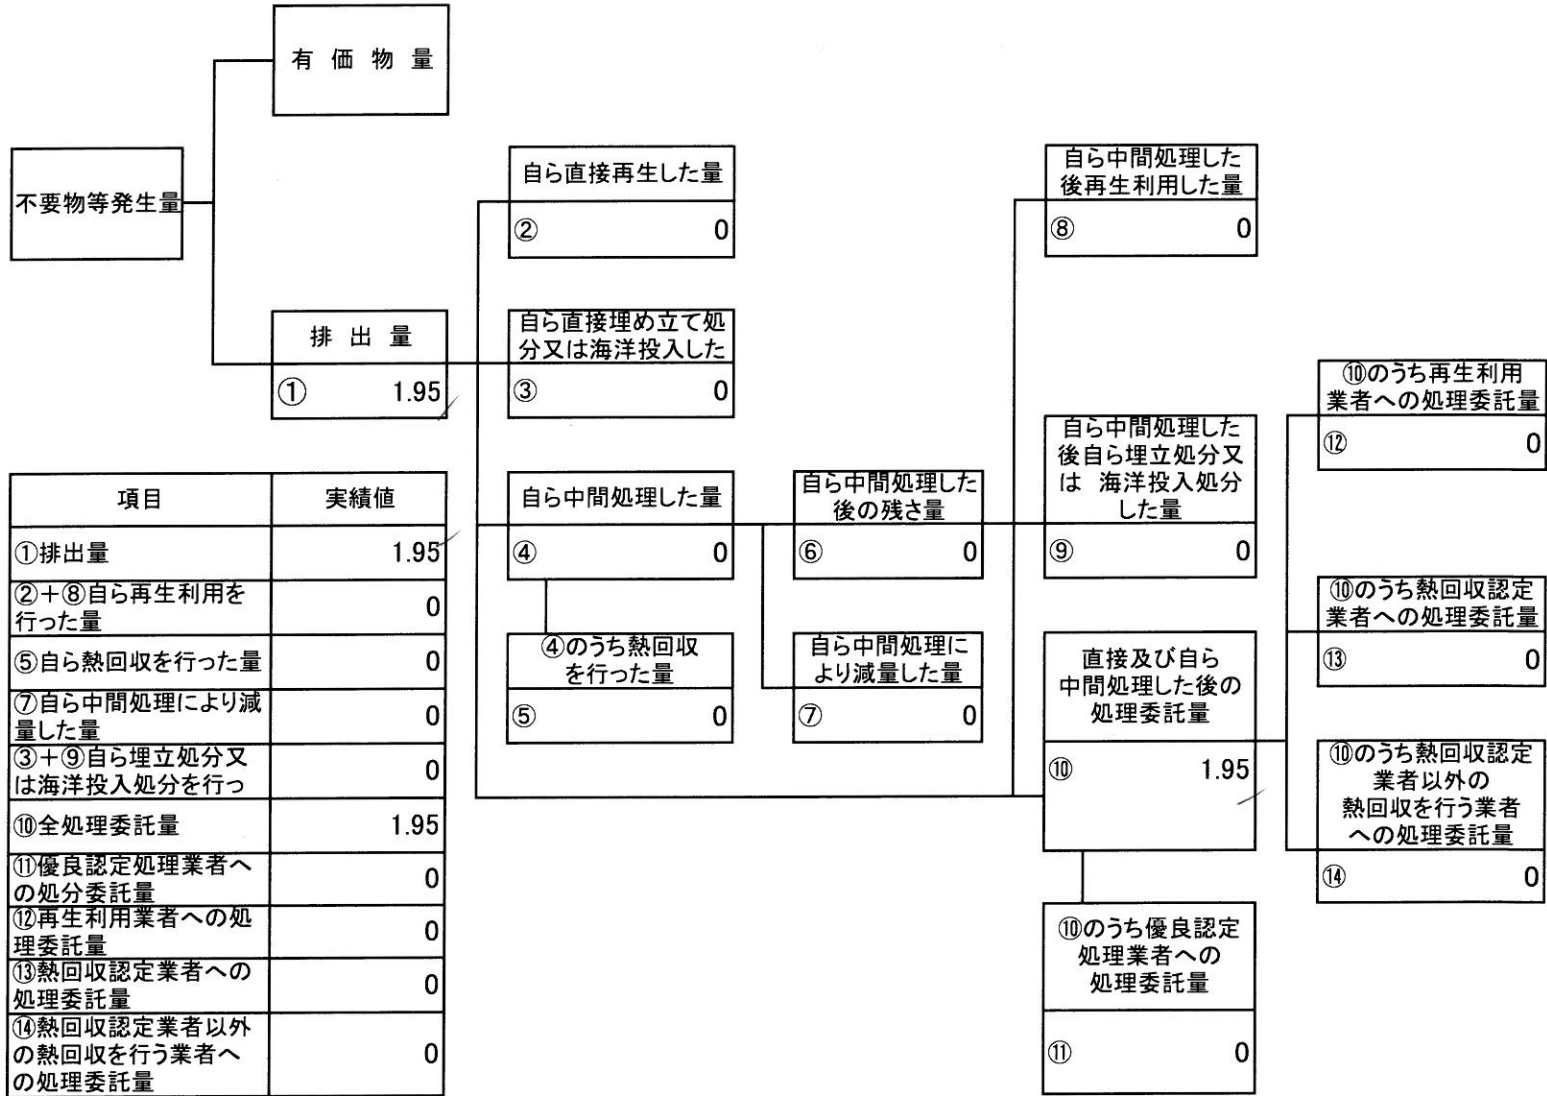 有 価 物 量
不要物等発生量
排 出 量
① 1.95
自ら直接再生した量
② 0
自ら直接埋め立て処
分又は海洋投入した
③ 0
自ら中間処理した量
④ 0
④のうち熱回収
を行った量
⑤ 0
自ら中間処理した
後の残さ量
⑥ 0
自ら中間処理に
より減量した量
⑦ 0
自ら中間処理した
後再生利用した量
⑧ 0
自ら中間処理した
後自ら埋立処分又
は 海洋投入処分
した量
⑨ 0
直接及び自ら
中間処理した後の
処理委託量
⑩ 1.95
⑩のうち優良認定
処理業者への
処理委託量
⑪ 0
⑩のうち再生利用
業者への処理委託量
⑫ 0
⑩のうち熱回収認定
業者への処理委託量
⑬ 0
⑩のうち熱回収認定
業者以外の
熱回収を行う業者
への処理委託量
⑭ 0
項目 実績値
①排出量 1.95
②+⑧自ら再生利用を
行った量 0
⑤自ら熱回収を行った量 0
⑦自ら中間処理により減
量した量 0
③+⑨自ら埋立処分又
は海洋投入処分を行っ 0
⑩全処理委託量 1.95
⑪優良認定処理業者へ
の処分委託量 0
⑫再生利用業者への処
理委託量 0
⑬熱回収認定業者への
処理委託量 0
⑭熱回収認定業者以外
の熱回収を行う業者へ
の処理委託量 0